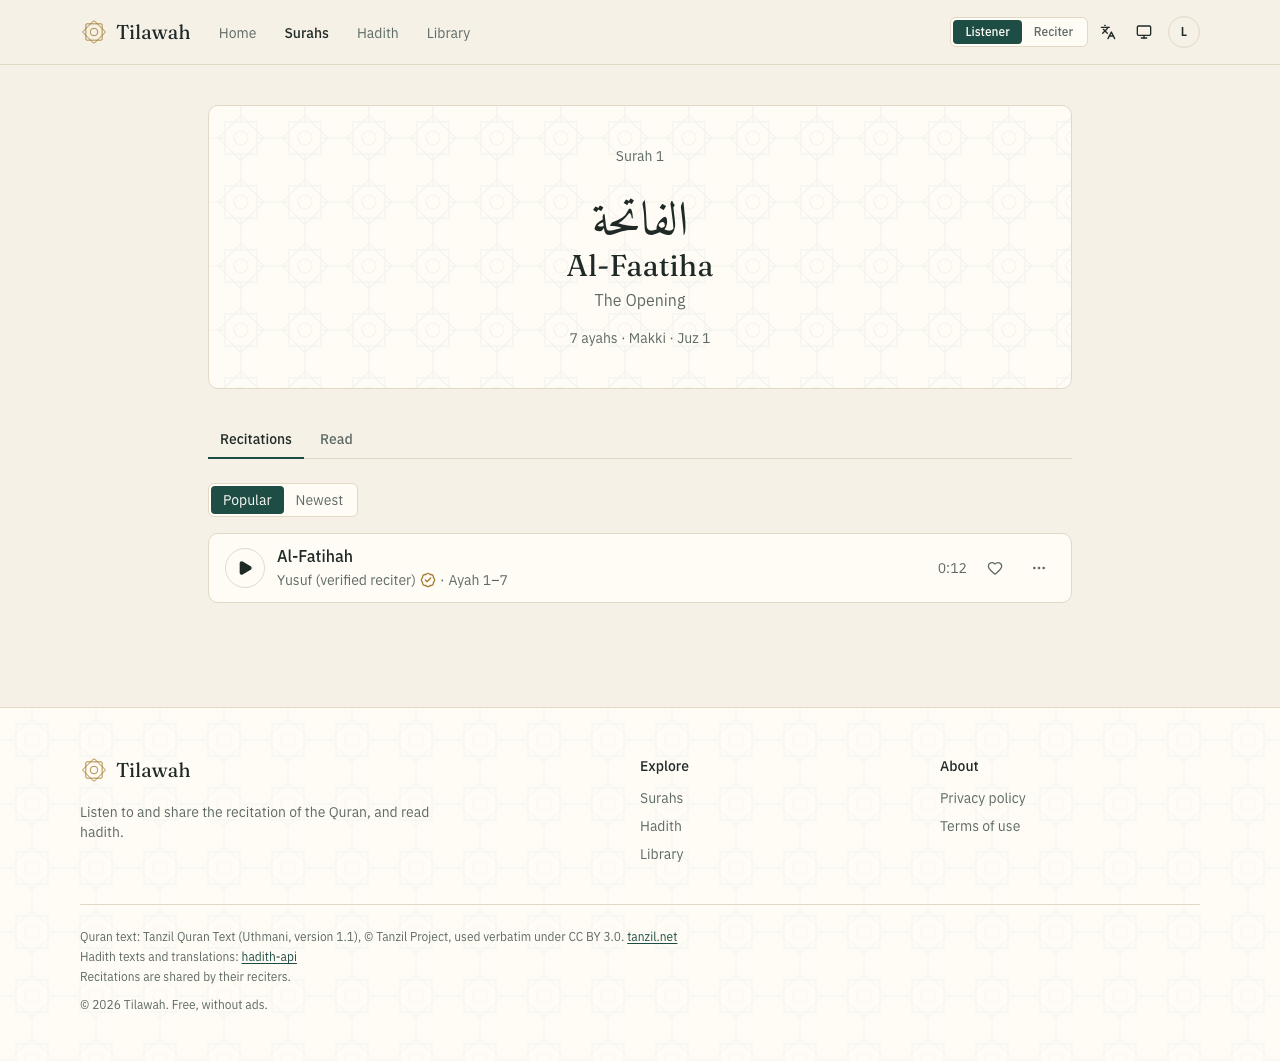 Tilawah
Home
Surahs
Hadith
Library
Listener
Reciter
L
Surah 1
الفاتحة
Al-Faatiha
The Opening
7 ayahs · Makki · Juz 1
Recitations
Read
Popular
Newest
Al-Fatihah
Yusuf (verified reciter) · Ayah 1–7
0:12
Tilawah
Listen to and share the recitation of the Quran, and read
hadith.
Explore
Surahs
Hadith
Library
About
Privacy policy
Terms of use
Quran text: Tanzil Quran Text (Uthmani, version 1.1), © Tanzil Project, used verbatim under CC BY 3.0. tanzil.net
Hadith texts and translations: hadith-api
Recitations are shared by their reciters.
© 2026 Tilawah. Free, without ads.